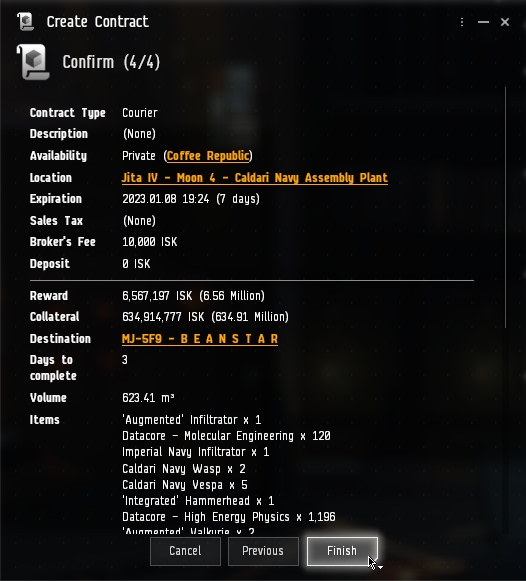 Create Contract
Confirm (4/4)
Contract Type Courier
Description (None)
Availability Private (Coffee Republic)
Location Jita IV - Moon 4 - Caldari Navy Assembly Plant
Expiration 2023.01.08 19:24 (7 days)
Sales Tax (None)
Broker's Fee 10,000 ISK
Deposit 0 ISK
Reward 6,567,197 ISK (6.56 Million)
Collateral 634,914,777 ISK (634.91 Million)
Destination MJ-5F9 - B E A N S T A R
Days to 3
complete
Volume 623.41 m³
Items 'Augmented' Infiltrator x 1
Datacore - Molecular Engineering x 120
Imperial Navy Infiltrator x 1
Caldari Navy Wasp x 2
Caldari Navy Vespa x 5
'Integrated' Hammerhead x 1
Datacore - High Energy Physics x 1,196
'Augmented' Valkyrie x 2
Cancel Previous Finish